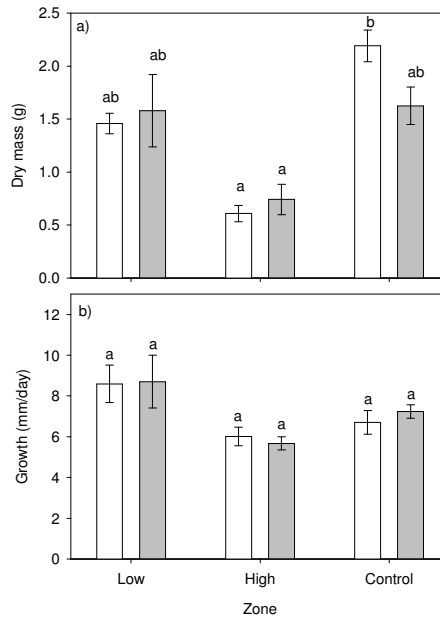 a)
2.5
b
ab
ab
ab
2.0
1.5
a
a
1.0
0.5
0.0
Dry mass (g)
b)
12
a
a
10
8
a
a
a
a
6
4
2
0
Growth (mm/day)
Low High Control
Zone